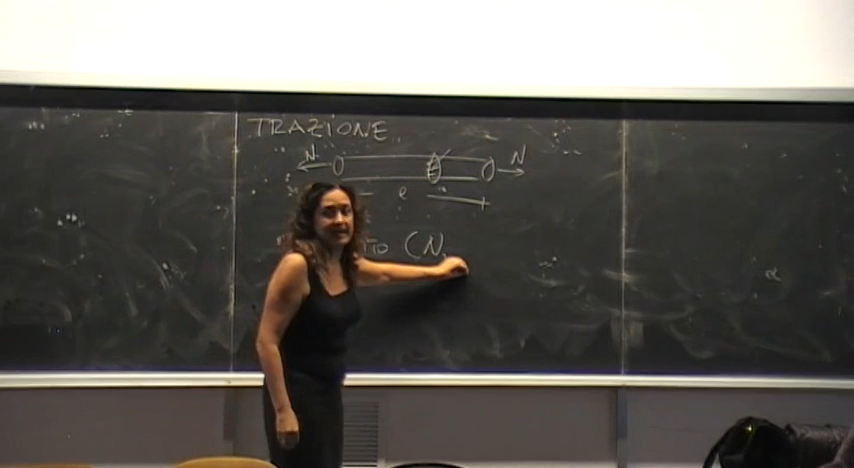 TRAZIONE
N N
e
TO (N,
α